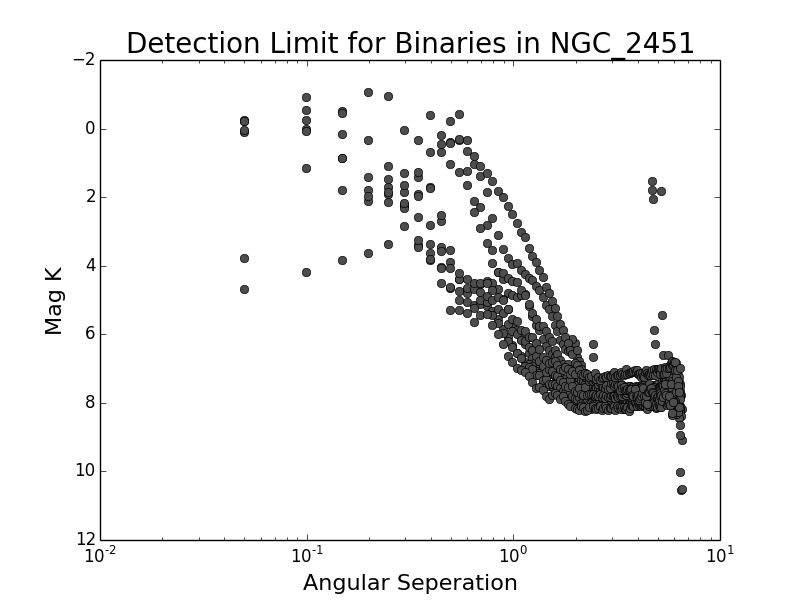 Detection Limit for Binaries in NGC_2451
−2
0
2
4
6
8
10
12
Mag K
10^-2 10^-1 10^0 10^1
Angular Seperation